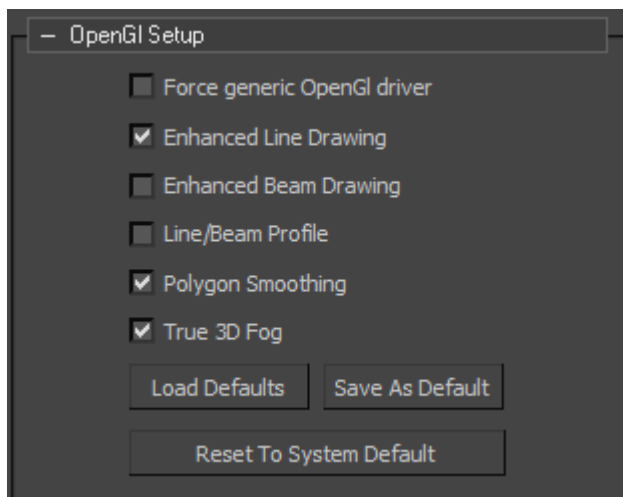 OpenGl Setup
Force generic OpenGl driver
Enhanced Line Drawing
Enhanced Beam Drawing
Line/Beam Profile
Polygon Smoothing
True 3D Fog
Load Defaults Save As Default
Reset To System Default